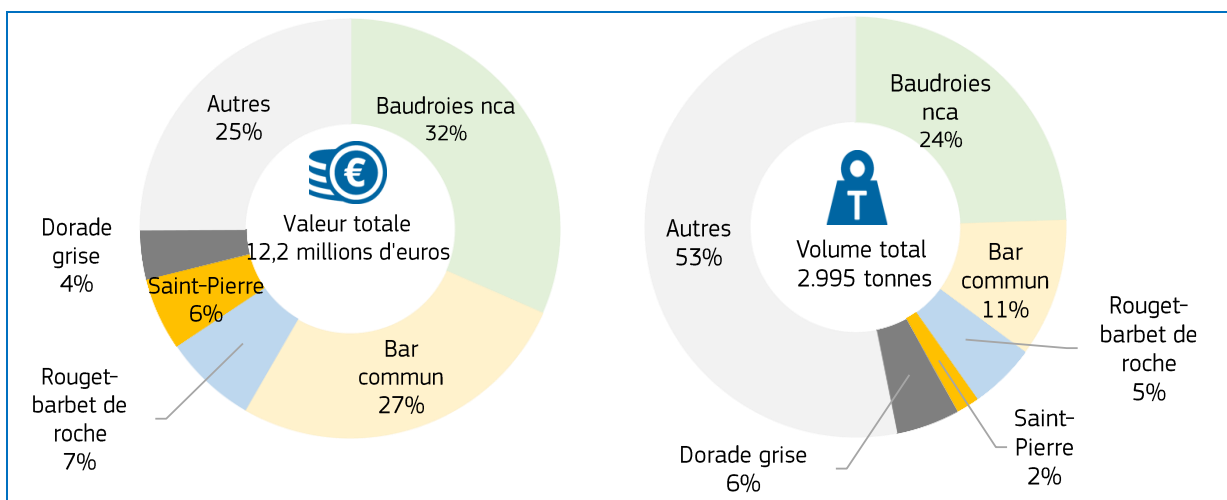 Autres
25%
Baudroies nca
32%
€
Valeur totale
12,2 millions d'euros
Dorade
grise
4%
Saint-Pierre
6%
Rouget-
barbet de
roche
7%
Bar
commun
27%
Baudroies
nca
24%
T
Volume total
2.995 tonnes
Autres
53%
Bar
commun
11%
Rouget-
barbet de
roche
5%
Saint-
Pierre
2%
Dorade grise
6%